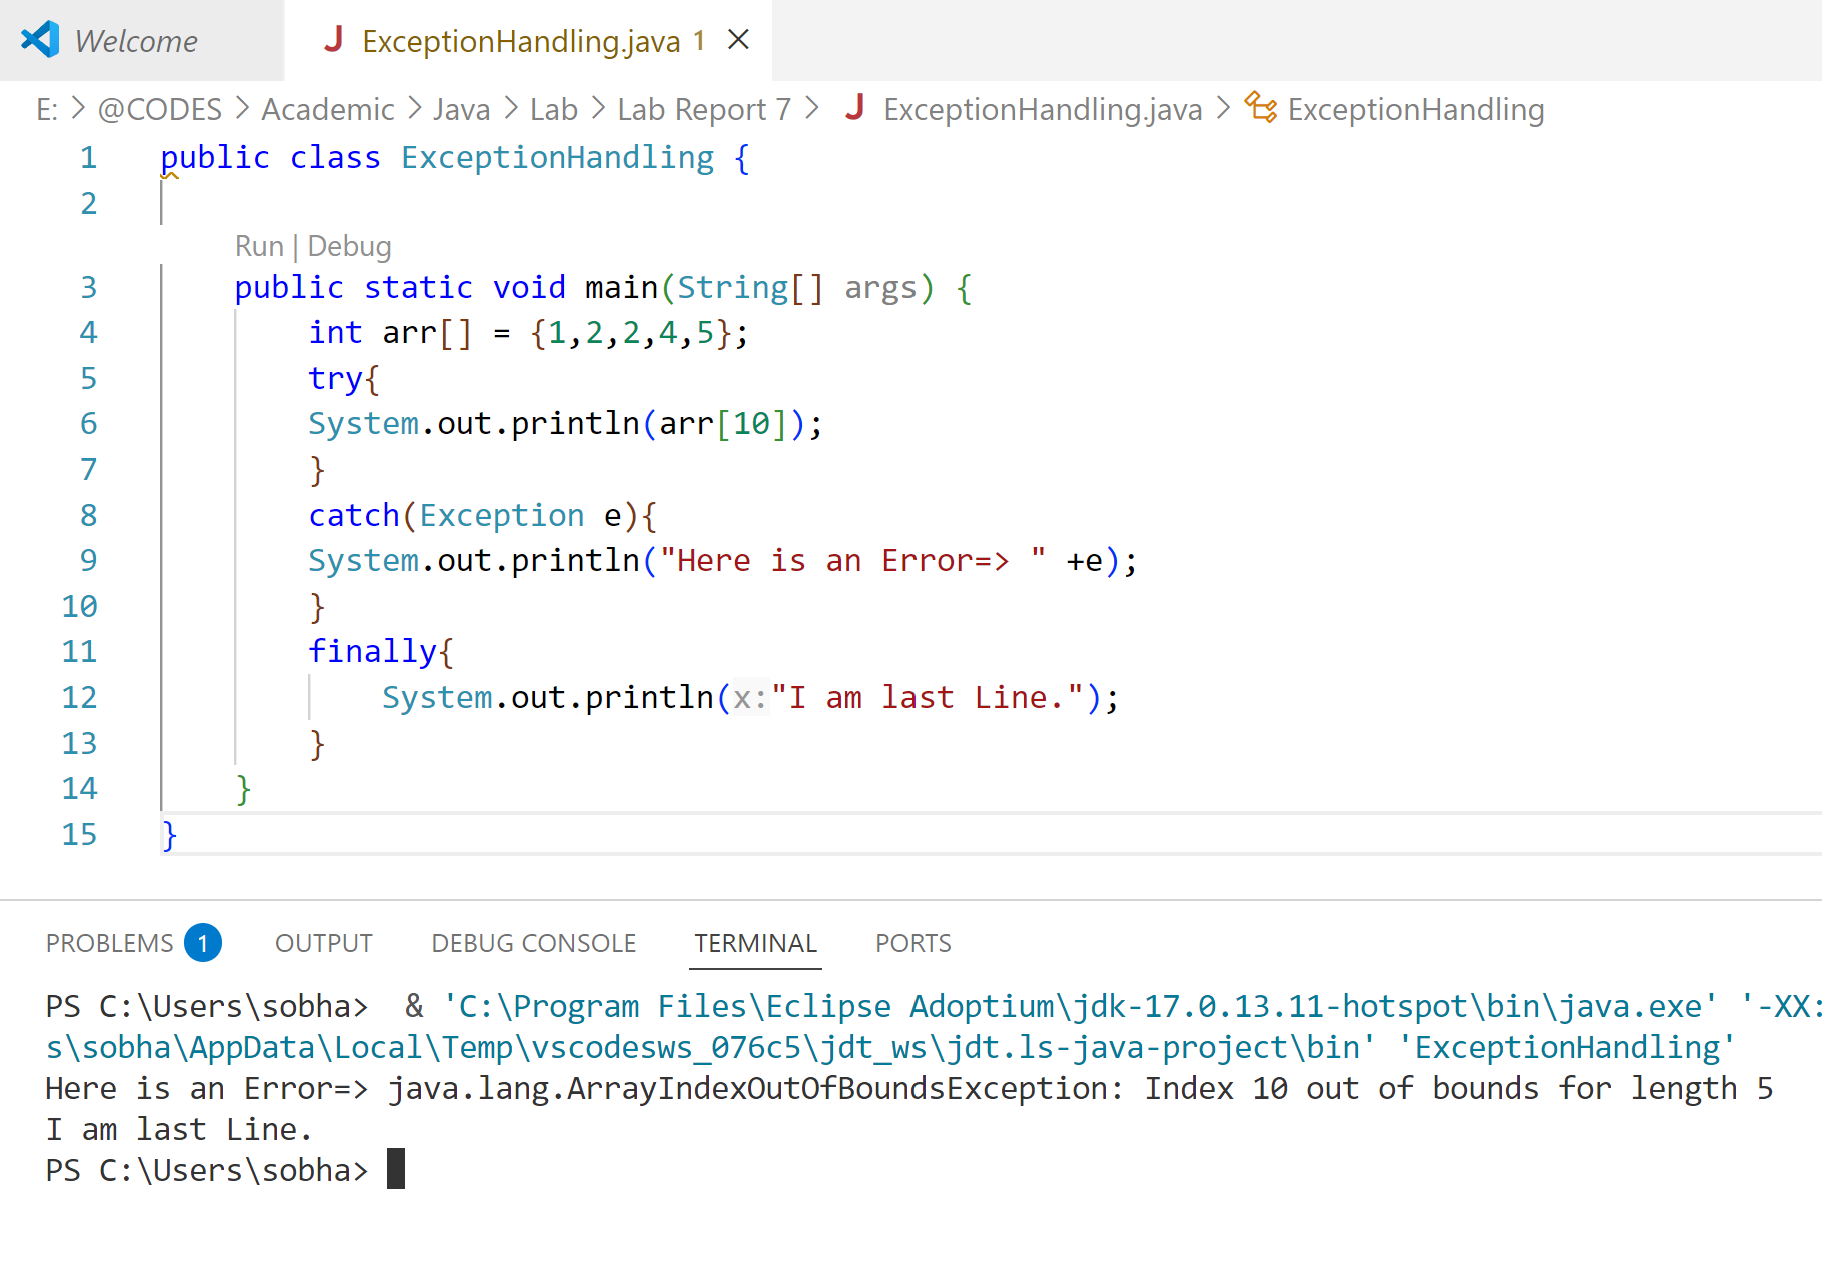 Welcome
ExceptionHandling.java 1
E: > @CODES > Academic > Java > Lab > Lab Report 7 > ExceptionHandling.java > ExceptionHandling
1 public class ExceptionHandling {
2
Run | Debug
3 public static void main(String[] args) {
4 int arr[] = {1,2,2,4,5};
5 try{
6 System.out.println(arr[10]);
7 }
8 catch(Exception e){
9 System.out.println("Here is an Error=> " +e);
10 }
11 finally{
12 System.out.println(x:"I am last Line.");
13 }
14 }
15 }
PROBLEMS 1 OUTPUT DEBUG CONSOLE TERMINAL PORTS
PS C:\Users\sobha>  & 'C:\Program Files\Eclipse Adoptium\jdk-17.0.13.11-hotspot\bin\java.exe' '-XX:
s\sobha\AppData\Local\Temp\vscodesws_076c5\jdt_ws\jdt.ls-java-project\bin' 'ExceptionHandling'
Here is an Error=> java.lang.ArrayIndexOutOfBoundsException: Index 10 out of bounds for length 5
I am last Line.
PS C:\Users\sobha>